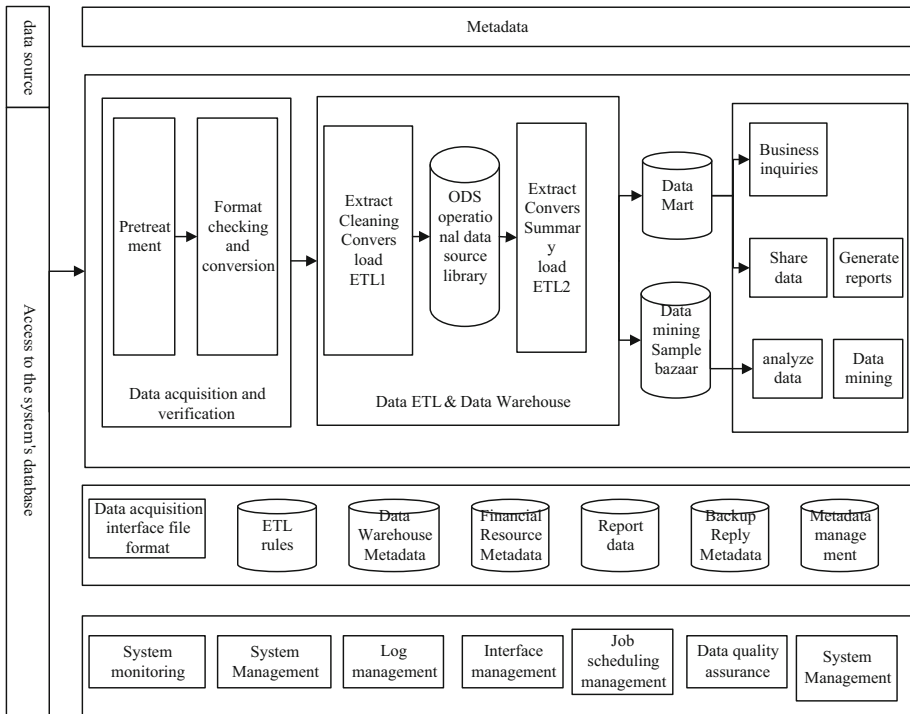 data source
Access to the system's database
Metadata
Pretreat
ment
Format
checking
and
conversion
Data acquisition and
verification
Extract
Cleaning
Convers
load
ETL1
ODS
operatio
nal data
source
library
Extract
Convers
Summar
y
load
ETL2
Data ETL & Data Warehouse
Data
Mart
Data
mining
Sample
bazaar
Business
inquiries
Share
data
Generate
reports
analyze
data
Data
mining
Data acquisition
interface file
format
ETL
rules
Data
Warehouse
Metadata
Financial
Resource
Metadata
Report
data
Backup
Reply
Metadata
Metadata
manage
ment
System
monitoring
System
Management
Log
management
Interface
management
Job
scheduling
management
Data quality
assurance
System
Management